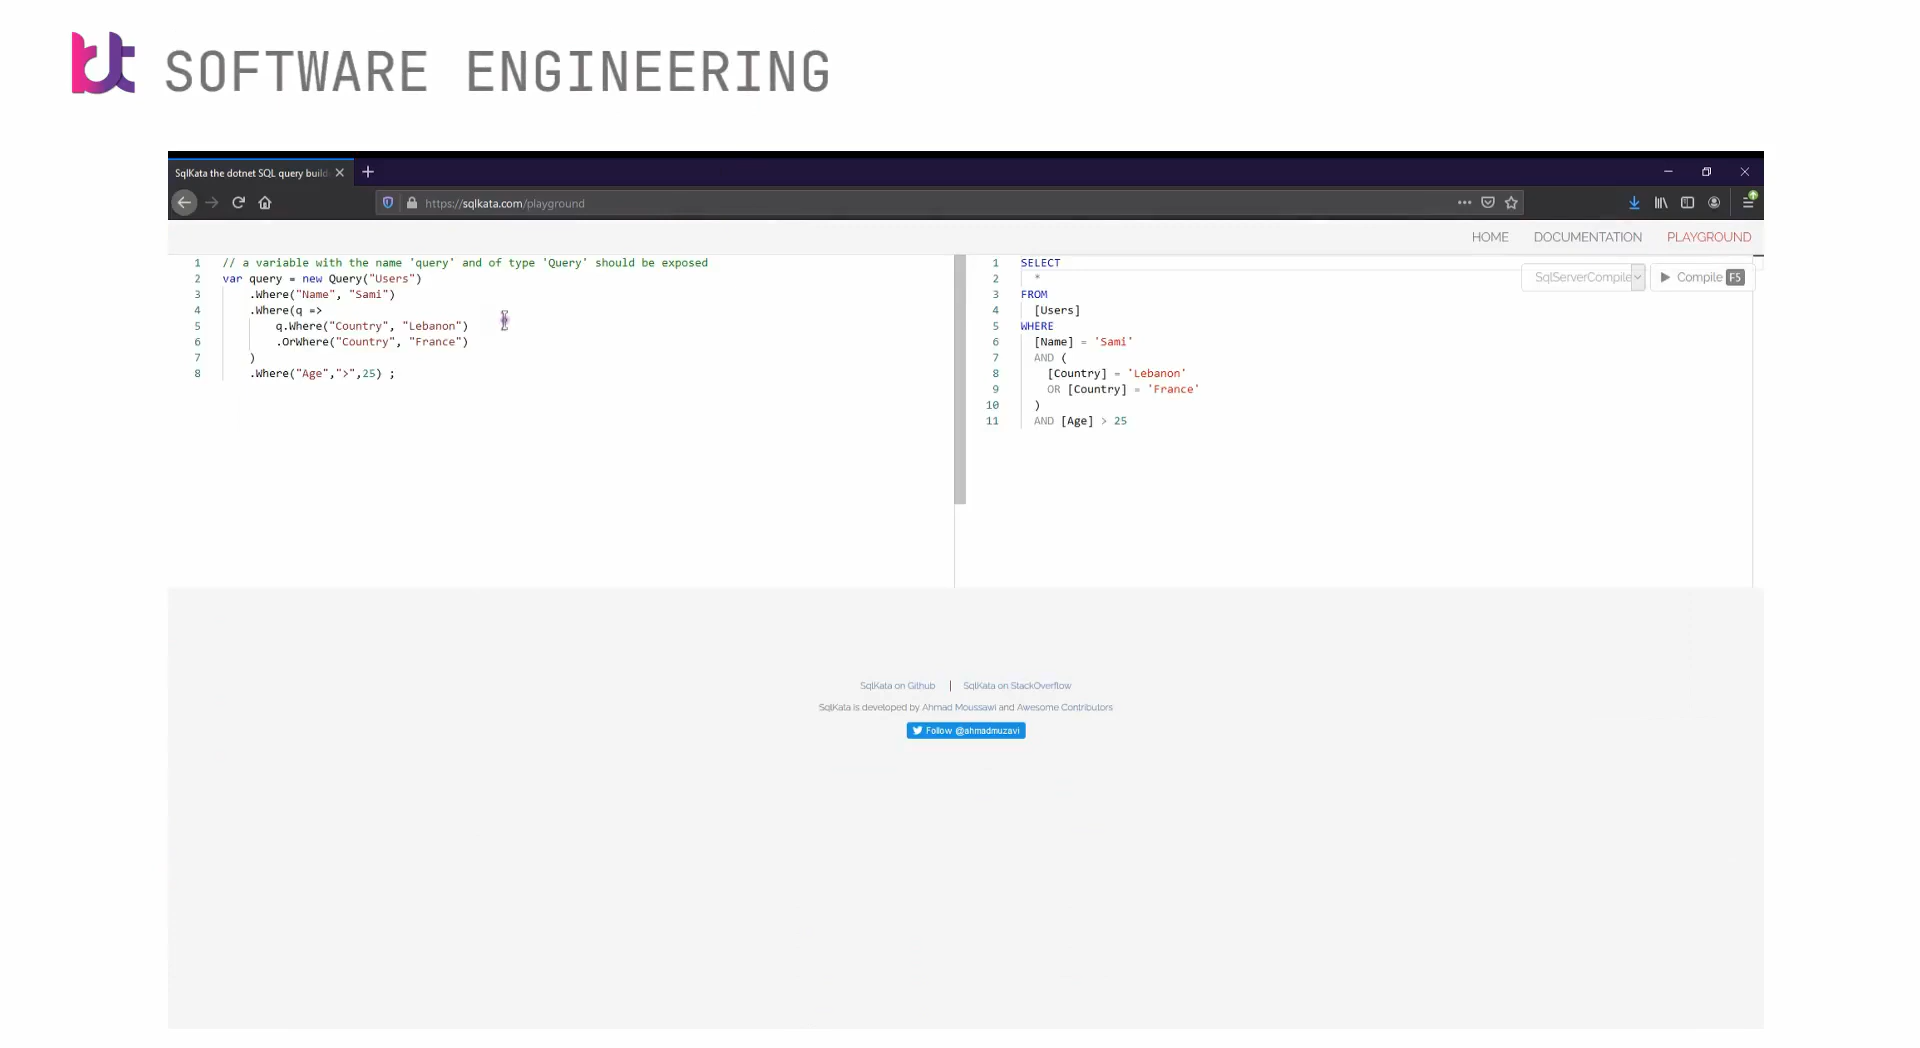 SOFTWARE ENGINEERING
SqlKata the dotnet SQL query build
https://sqlkata.com/playground
HOME DOCUMENTATION PLAYGROUND
1 // a variable with the name 'query' and of type 'Query' should be exposed
2 var query = new Query("Users")
3 .Where("Name", "Sami")
4 .Where(q =>
5 q.Where("Country", "Lebanon")
6 .OrWhere("Country", "France")
7 )
8 .Where("Age",">",25) ;
1 SELECT
2 *
3 FROM
4 [Users]
5 WHERE
6 [Name] = 'Sami'
7 AND (
8 [Country] = 'Lebanon'
9 OR [Country] = 'France'
10 )
11 AND [Age] > 25
SqlServerCompile
Compile F5
SqlKata on Github | SqlKata on StackOverflow
SqlKata is developed by Ahmad Moussawi and Awesome Contributors
Follow @ahmadmuzavi